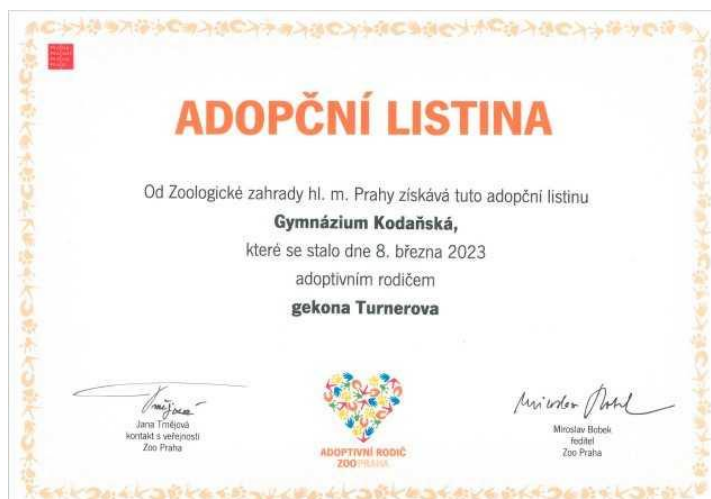 ADOPČNÍ LISTINA
Od Zoologické zahrady hl. m. Prahy získává tuto adopční listinu
Gymnázium Kodaňská,
které se stalo dne 8. března 2023
adoptivním rodičem
gekona Turnerova
Jana Trnějová
kontakt s veřejností
Zoo Praha
ADOPTIVNÍ RODIČ
ZOO PRAHA
Miroslav Bobek
ředitel
Zoo Praha